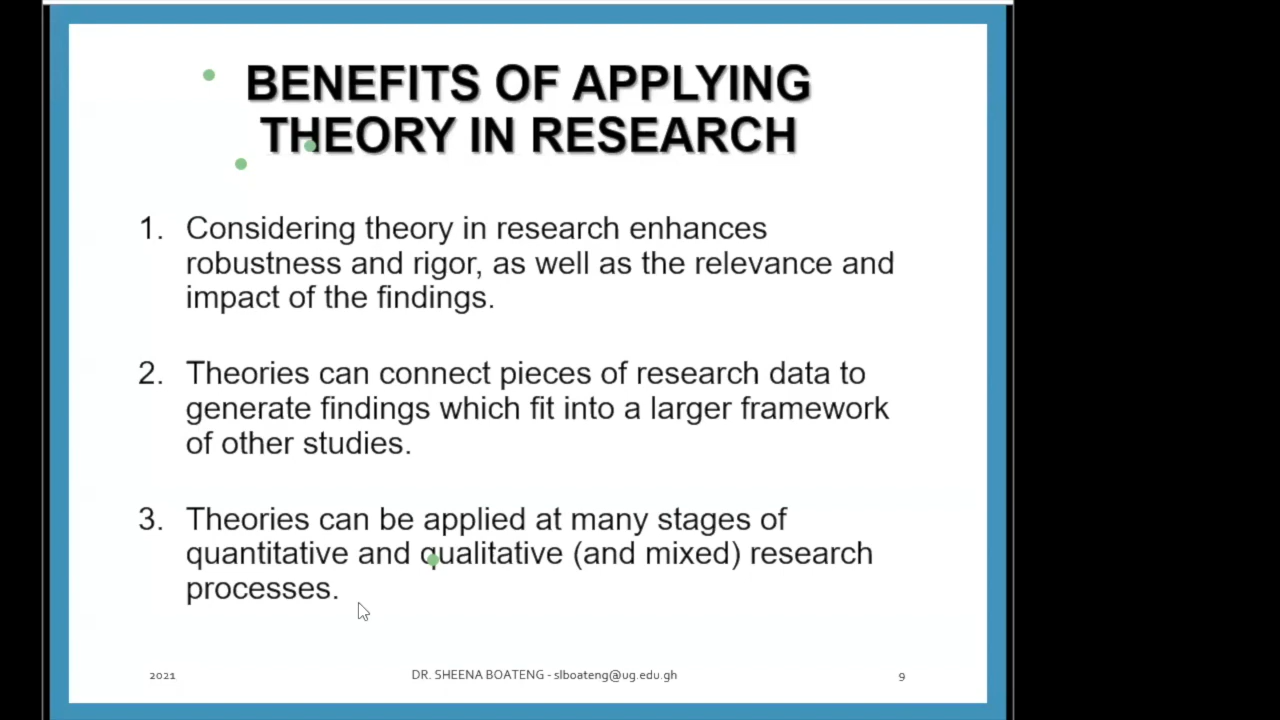 BENEFITS OF APPLYING
THEORY IN RESEARCH
1. Considering theory in research enhances
robustness and rigor, as well as the relevance and
impact of the findings.
2. Theories can connect pieces of research data to
generate findings which fit into a larger framework
of other studies.
3. Theories can be applied at many stages of
quantitative and qualitative (and mixed) research
processes.
2021 DR. SHEENA BOATENG - slboateng@ug.edu.gh 9